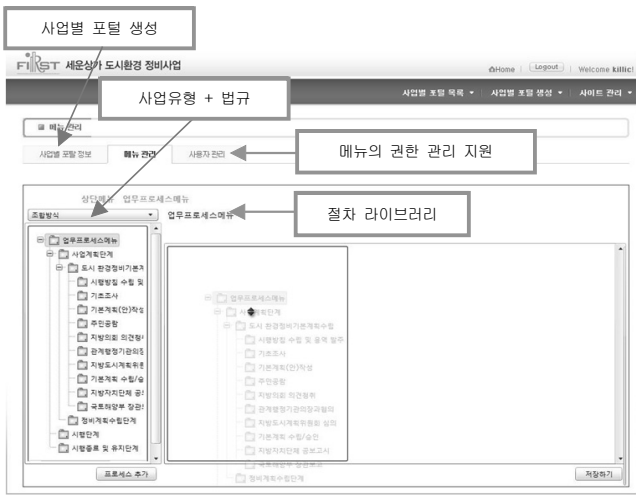 사업별 포털 생성
FIRST 세운상가 도시환경 정비사업
Home | Logout | Welcome killic!
사업별 포털 목록 ▾ 사업별 포털 생성 ▾ 사이트 관리 ▾
사업유형 + 법규
메뉴 관리
사업별 포탈 정보 메뉴 관리 사용자 관리
메뉴의 권한 관리 지원
상단메뉴 업무프로세스메뉴
조합방식 업무프로세스메뉴
절차 라이브러리
업무프로세스메뉴
사업계획단계
도시 환경정비기본계
시행방침 수립 및
기초조사
기본계획(안)작성
주민공람
지방의회 의견청
관계행정기관의장
지방도시계획위원
기본계획 수립/승
지방자치단체 공
국토해양부 장관
정비계획수립단계
시행단계
시행종료 및 유지단계
프로세스 추가
업무프로세스메뉴
계획단계
도시 환경정비기본계획수립
시행방침 수립 및 용역 발주
기초조사
기본계획(안)작성
주민공람
지방의회 의견청취
관계행정기관의장과협의
지방도시계획위원회 심의
기본계획 수립/승인
지방자치단체 공보고시
국토해양부 장관보고
정비계획수립단계
저장하기